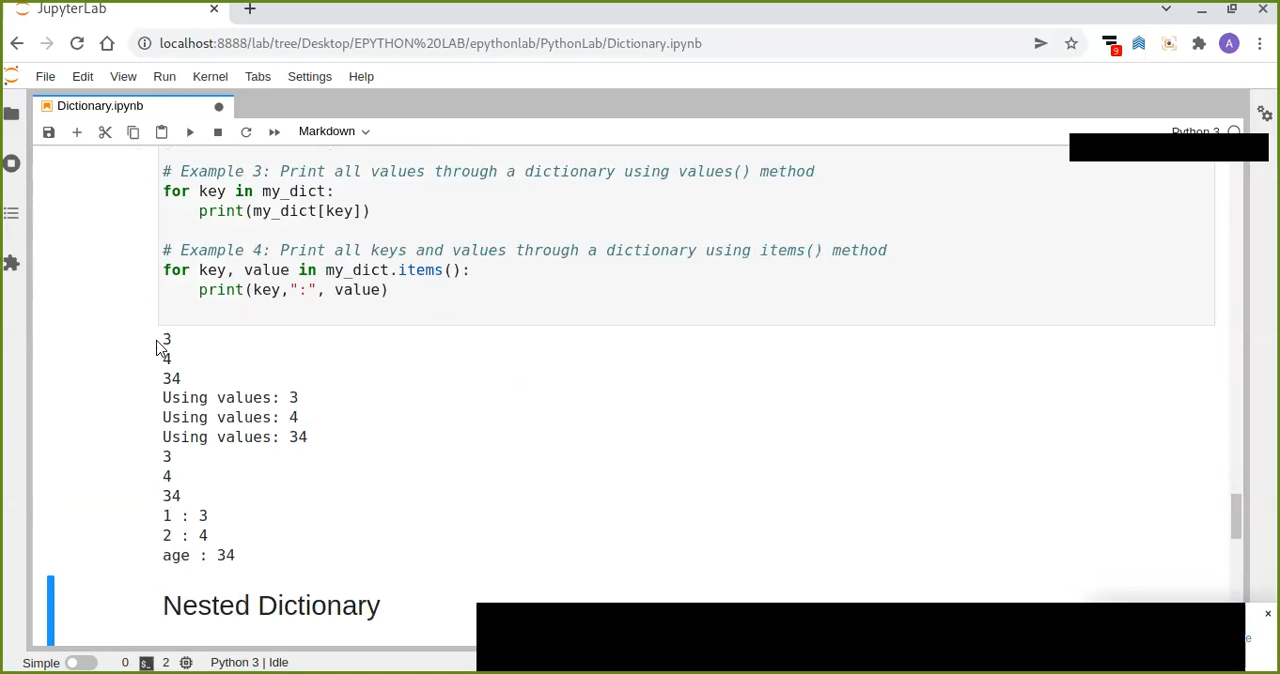 JupyterLab
localhost:8888/lab/tree/Desktop/EPYTHON%20LAB/epythonlab/PythonLab/Dictionary.ipynb
9
A
File Edit View Run Kernel Tabs Settings Help
Dictionary.ipynb
Markdown
Python 3
# Example 3: Print all values through a dictionary using values() method
for key in my_dict:
    print(my_dict[key])
# Example 4: Print all keys and values through a dictionary using items() method
for key, value in my_dict.items():
    print(key,":", value)
3
4
34
Using values: 3
Using values: 4
Using values: 34
3
4
34
1 : 3
2 : 4
age : 34
Nested Dictionary
Simple 0 2 Python 3 | Idle